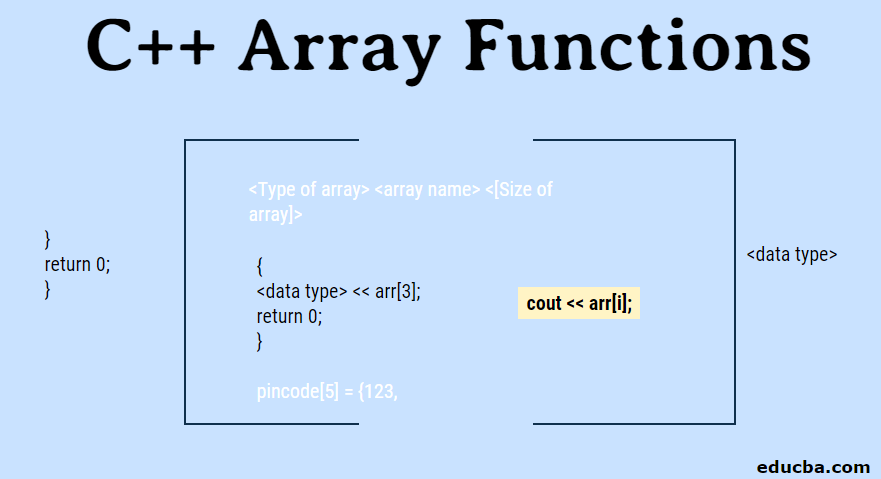 C++ Array Functions
<Type of array> <array name> <[Size of
array]>
}
return 0;
}
{
<data type> << arr[3];
return 0;
}
cout << arr[i];
<data type>
pincode[5] = {123,
educba.com